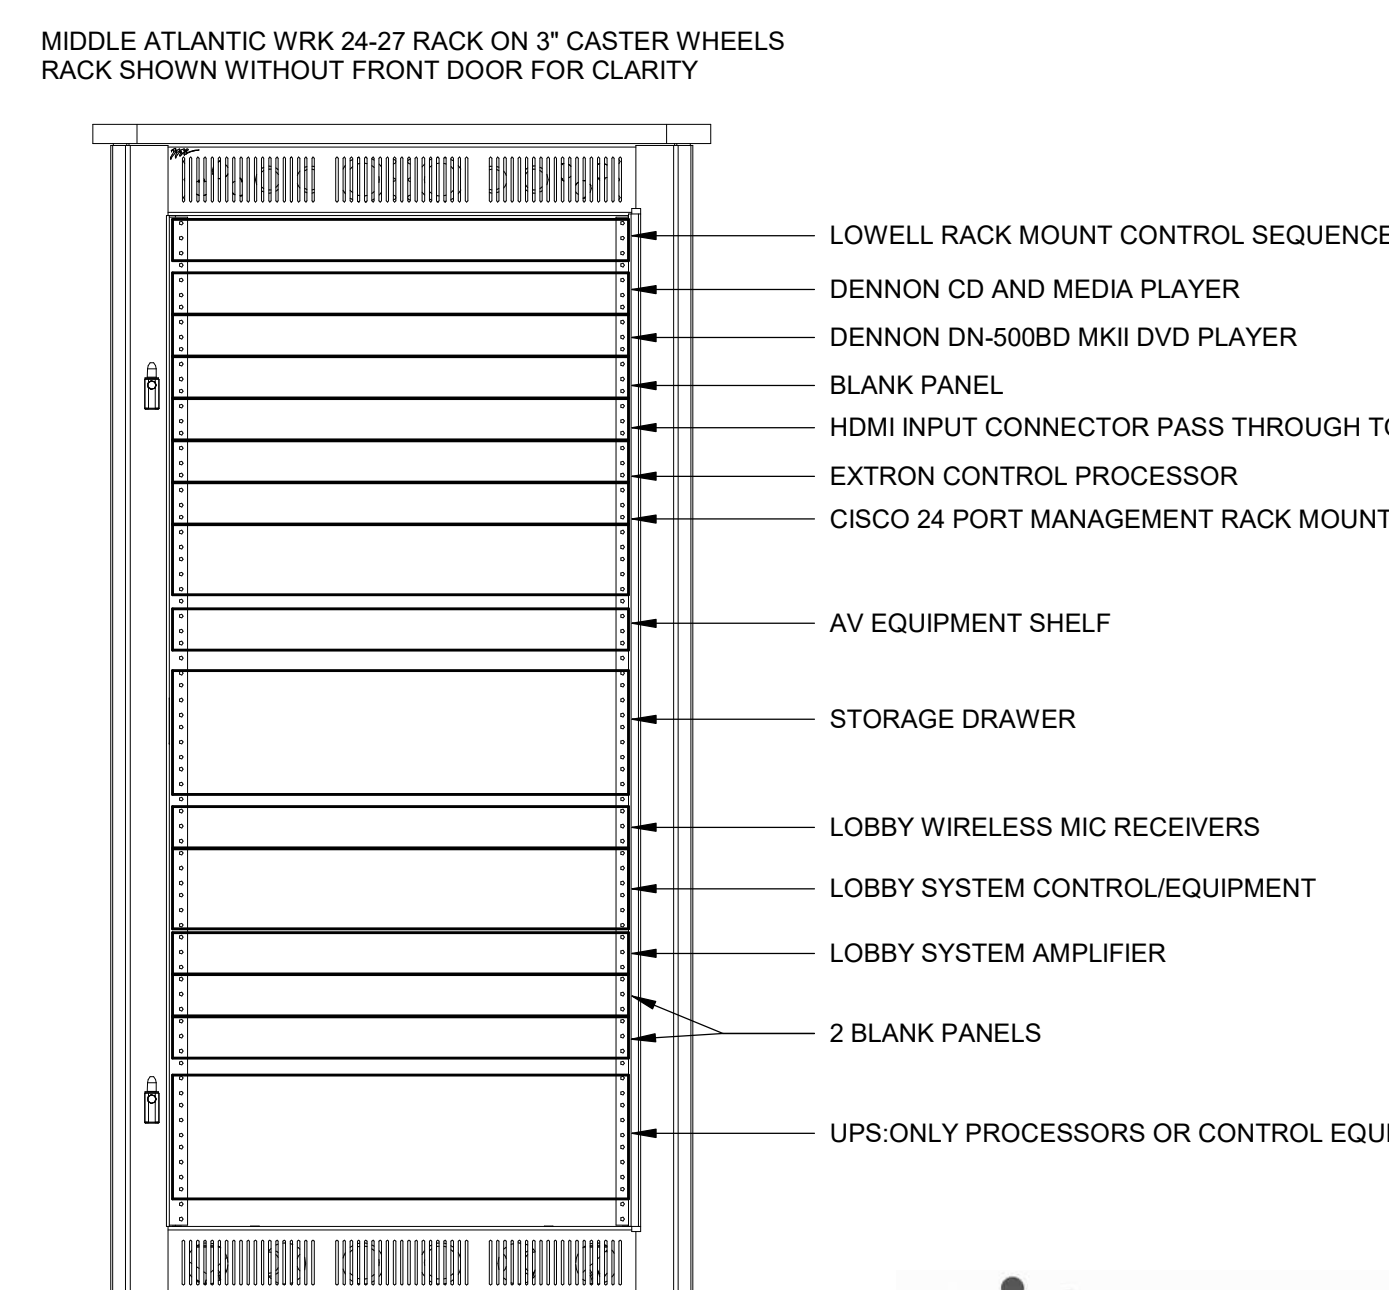 MIDDLE ATLANTIC WRK 24-27 RACK ON 3" CASTER WHEELS
RACK SHOWN WITHOUT FRONT DOOR FOR CLARITY
LOWELL RACK MOUNT CONTROL SEQUENCE
DENNON CD AND MEDIA PLAYER
DENNON DN-500BD MKII DVD PLAYER
BLANK PANEL
HDMI INPUT CONNECTOR PASS THROUGH TO
EXTRON CONTROL PROCESSOR
CISCO 24 PORT MANAGEMENT RACK MOUNT
AV EQUIPMENT SHELF
STORAGE DRAWER
LOBBY WIRELESS MIC RECEIVERS
LOBBY SYSTEM CONTROL/EQUIPMENT
LOBBY SYSTEM AMPLIFIER
2 BLANK PANELS
UPS:ONLY PROCESSORS OR CONTROL